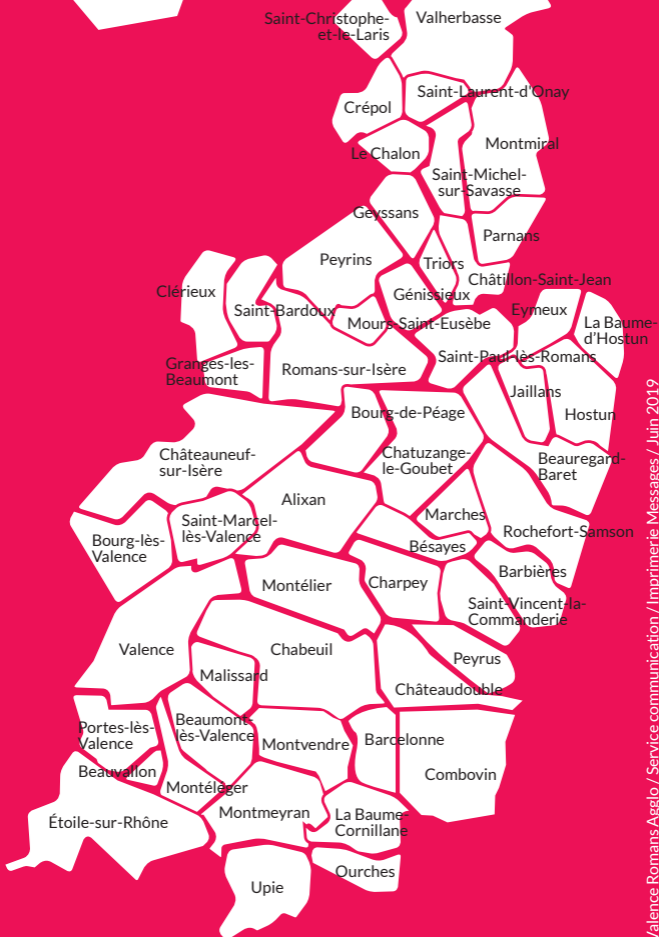 Saint-Christophe-
et-le-Laris
Valherbasse
Saint-Laurent-d'Onay
Crépol
Montmiral
Le Chalon
Saint-Michel-
sur-Savasse
Geyssans
Parnans
Peyrins
Triors
Châtillon-Saint-Jean
Clérieux
Génissieux
Saint-Bardoux
Eymeux
Mours-Saint-Eusèbe
La Baume-
d'Hostun
Saint-Paul-lès-Romans
Granges-les-
Beaumont
Romans-sur-Isère
Jaillans
Bourg-de-Péage
Hostun
Châteauneuf-
sur-Isère
Chatuzange-
le-Goubet
Beauregard-
Baret
Alixan
Marches
Saint-Marcel-
lès-Valence
Rochefort-Samson
Bourg-lès-
Valence
Bésayes
Barbières
Montélier
Charpey
Saint-Vincent-la-
Commanderie
Valence
Chabeuil
Peyrus
Malissard
Châteaudouble
Portes-lès-
Valence
Beaumont-
lès-Valence
Montvendre
Barcelonne
Beauvallon
Combovin
Montéléger
Étoile-sur-Rhône
Montmeyran
La Baume-
Cornillane
Ourches
Upie
Valence Romans Agglo / Service communication / Imprimerie Messages / Juin 2019